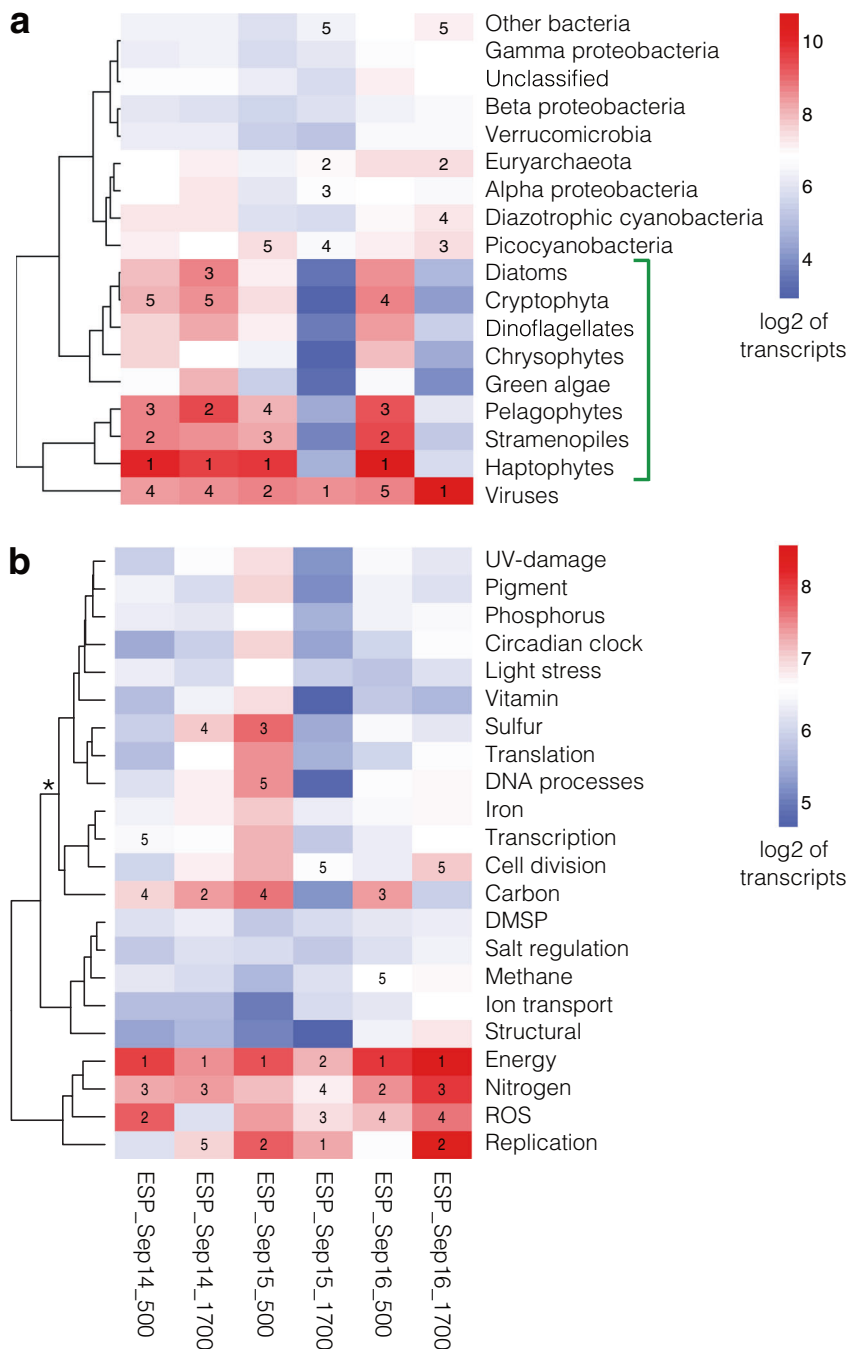 a
5 5 Other bacteria
Gamma proteobacteria
Unclassified
Beta proteobacteria
Verrucomicrobia
2 2 Euryarchaeota
3 Alpha proteobacteria
4 Diazotrophic cyanobacteria
5 4 3 Picocyanobacteria
3 Diatoms
5 5 4 Cryptophyta
Dinoflagellates
Chrysophytes
Green algae
3 2 4 3 Pelagophytes
2 3 2 Stramenopiles
1 1 1 1 Haptophytes
4 4 2 1 5 1 Viruses
10
8
6
4
log2 of
transcripts
b
UV-damage
Pigment
Phosphorus
Circadian clock
Light stress
Vitamin
4 3 Sulfur
Translation
* 5 DNA processes
Iron
5 Transcription
5 5 Cell division
4 2 4 3 Carbon
DMSP
Salt regulation
5 Methane
Ion transport
Structural
1 1 1 2 1 1 Energy
3 3 4 2 3 Nitrogen
2 3 4 4 ROS
5 2 1 2 Replication
8
7
6
5
log2 of
transcripts
ESP_Sep14_500
ESP_Sep14_1700
ESP_Sep15_500
ESP_Sep15_1700
ESP_Sep16_500
ESP_Sep16_1700